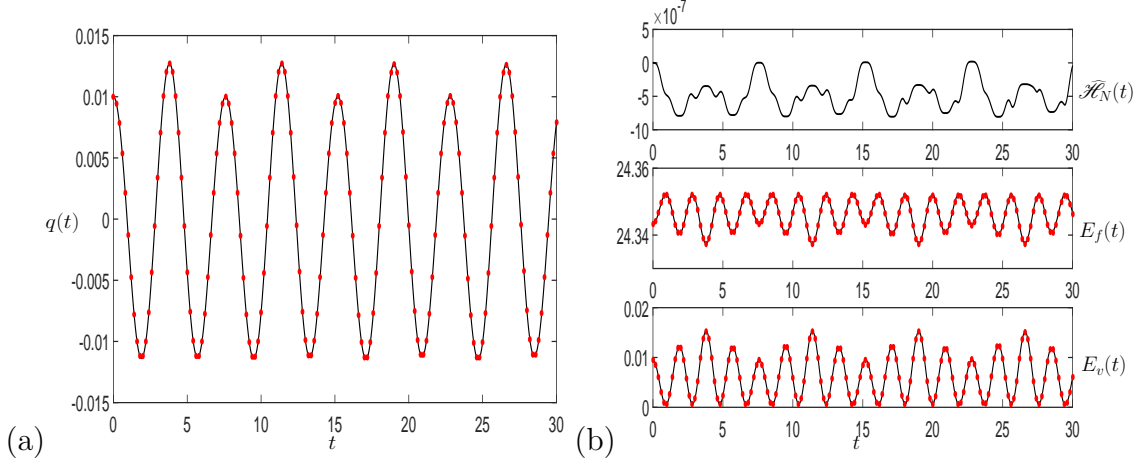 0.015
0.01
0.005
0
-0.005
-0.01
-0.015
q(t)
0 5 10 15 20 25 30
t
(a)
5 ×10⁻⁷
0
-5
-10
0 5 10 15 20 25 30
ℋ̂_N(t)
24.36
24.34
0 5 10 15 20 25 30
E_f(t)
0.02
0.01
0
0 5 10 15 20 25 30
E_v(t)
t
(b)